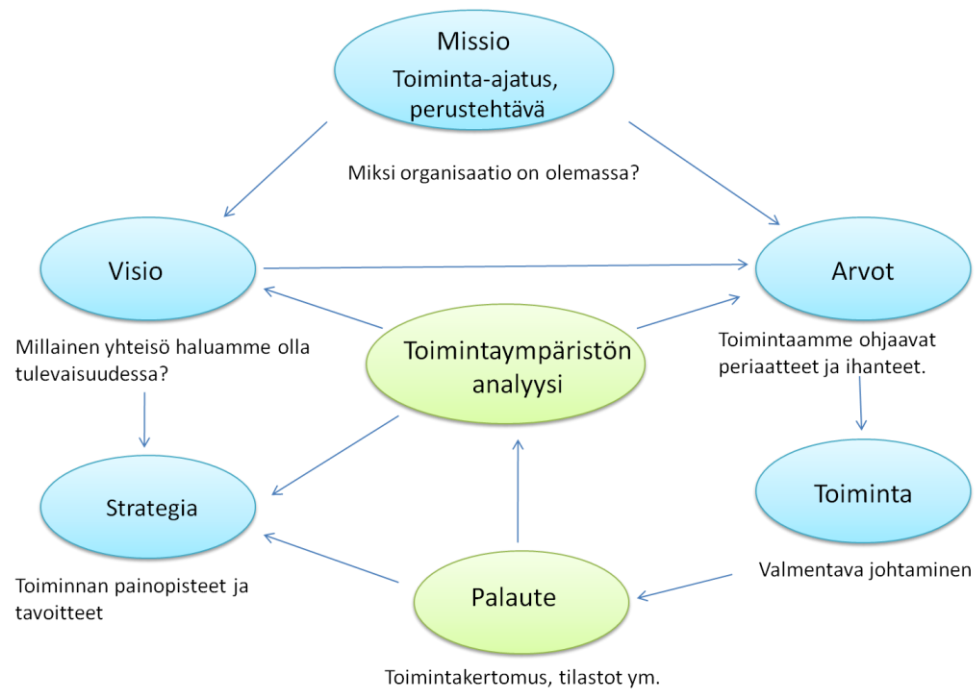 Missio
Toiminta-ajatus,
perustehtävä
Miksi organisaatio on olemassa?
Visio
Arvot
Millainen yhteisö haluamme olla
tulevaisuudessa?
Toimintaympäristön
analyysi
Toimintaamme ohjaavat
periaatteet ja ihanteet.
Strategia
Toiminta
Toiminnan painopisteet ja
tavoitteet
Palaute
Valmentava johtaminen
Toimintakertomus, tilastot ym.